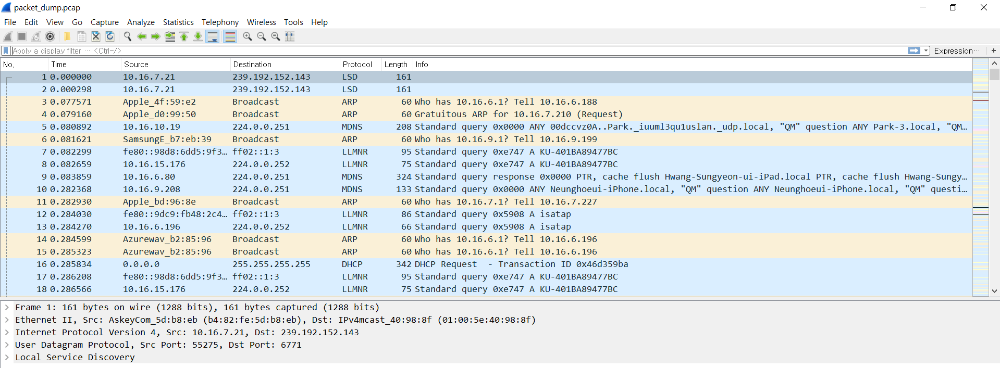 packet_dump.pcap
File Edit View Go Capture Analyze Statistics Telephony Wireless Tools Help
Apply a display filter ··· <Ctrl-/> Expression··· +
No. Time Source Destination Protocol Length Info
1 0.000000 10.16.7.21 239.192.152.143 LSD 161
2 0.000298 10.16.7.21 239.192.152.143 LSD 161
3 0.077571 Apple_4f:59:e2 Broadcast ARP 60 Who has 10.16.6.1? Tell 10.16.6.188
4 0.079160 Apple_d0:99:50 Broadcast ARP 60 Gratuitous ARP for 10.16.7.210 (Request)
5 0.080892 10.16.10.19 224.0.0.251 MDNS 208 Standard query 0x0000 ANY 00dccvz0A..Park._iuuml3qu1uslan._udp.local, "QM" question ANY Park-3.local, "QM…
6 0.081621 SamsungE_b7:eb:39 Broadcast ARP 60 Who has 10.16.9.1? Tell 10.16.9.199
7 0.082299 fe80::98d8:6dd5:9f3… ff02::1:3 LLMNR 95 Standard query 0xe747 A KU-401BA89477BC
8 0.082659 10.16.15.176 224.0.0.252 LLMNR 75 Standard query 0xe747 A KU-401BA89477BC
9 0.083859 10.16.6.80 224.0.0.251 MDNS 324 Standard query response 0x0000 PTR, cache flush Hwang-Sungyeon-ui-iPad.local PTR, cache flush Hwang-Sungy…
10 0.282368 10.16.9.208 224.0.0.251 MDNS 133 Standard query 0x0000 ANY Neunghoeui-iPhone.local, "QM" question ANY Neunghoeui-iPhone.local, "QM" questi…
11 0.282930 Apple_bd:96:8e Broadcast ARP 60 Who has 10.16.7.1? Tell 10.16.7.227
12 0.284030 fe80::9dc9:fb48:2c4… ff02::1:3 LLMNR 86 Standard query 0x5908 A isatap
13 0.284270 10.16.6.196 224.0.0.252 LLMNR 66 Standard query 0x5908 A isatap
14 0.284599 Azurewav_b2:85:96 Broadcast ARP 60 Who has 10.16.6.1? Tell 10.16.6.196
15 0.285323 Azurewav_b2:85:96 Broadcast ARP 60 Who has 10.16.6.1? Tell 10.16.6.196
16 0.285834 0.0.0.0 255.255.255.255 DHCP 342 DHCP Request  - Transaction ID 0x46d359ba
17 0.286208 fe80::98d8:6dd5:9f3… ff02::1:3 LLMNR 95 Standard query 0xe747 A KU-401BA89477BC
18 0.286566 10.16.15.176 224.0.0.252 LLMNR 75 Standard query 0xe747 A KU-401BA89477BC
Frame 1: 161 bytes on wire (1288 bits), 161 bytes captured (1288 bits)
Ethernet II, Src: AskeyCom_5d:b8:eb (b4:82:fe:5d:b8:eb), Dst: IPv4mcast_40:98:8f (01:00:5e:40:98:8f)
Internet Protocol Version 4, Src: 10.16.7.21, Dst: 239.192.152.143
User Datagram Protocol, Src Port: 55275, Dst Port: 6771
Local Service Discovery